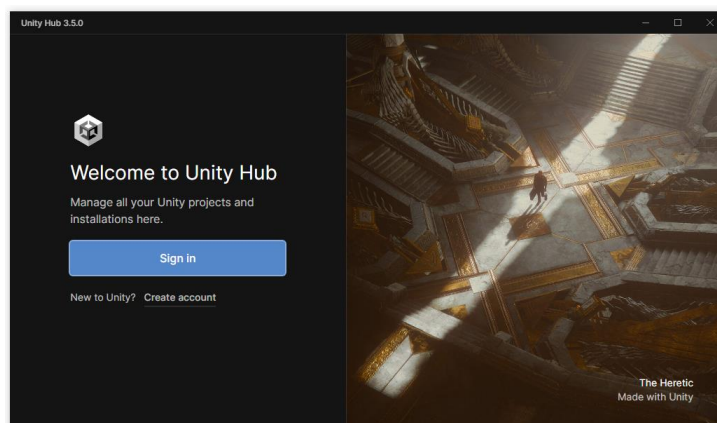 Unity Hub 3.5.0
Welcome to Unity Hub
Manage all your Unity projects and
installations here.
Sign in
New to Unity? Create account
The Heretic
Made with Unity